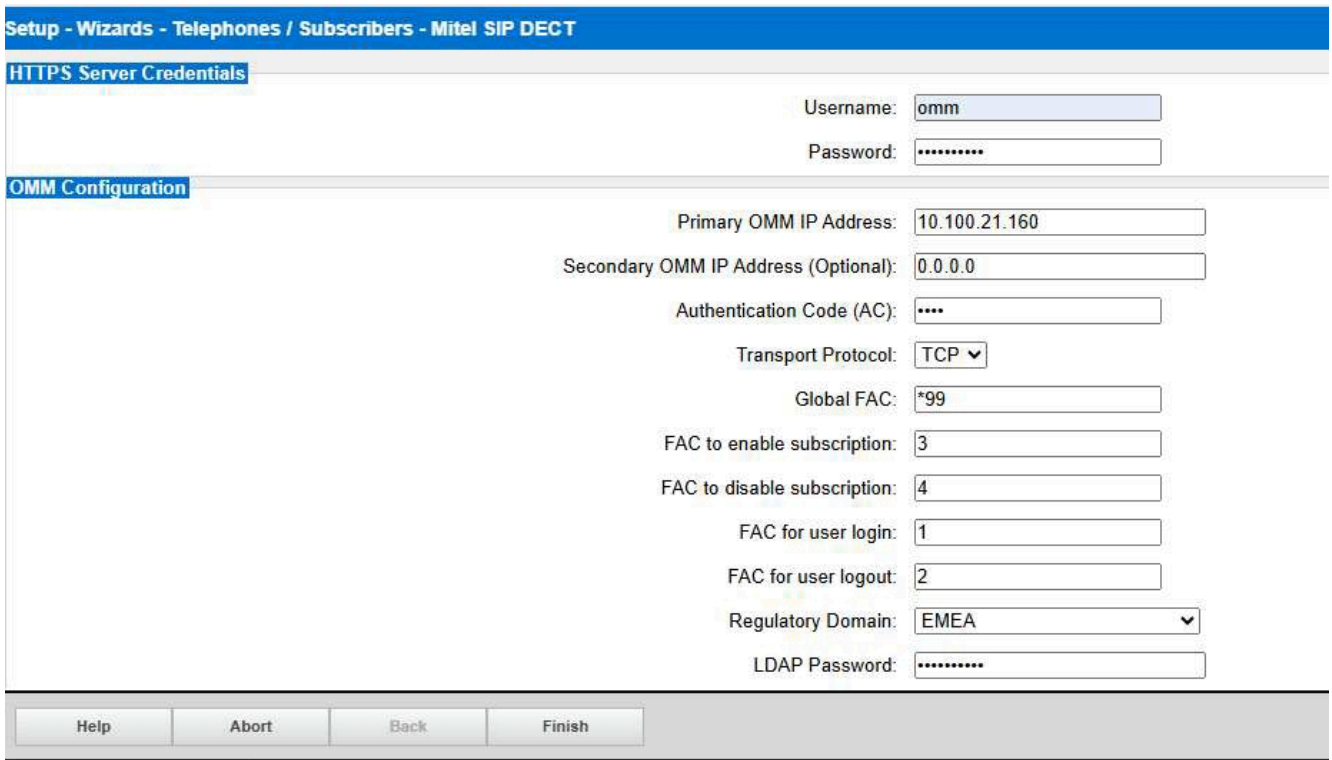 Setup - Wizards - Telephones / Subscribers - Mitel SIP DECT
HTTPS Server Credentials
Username: omm
Password: ••••••••••
OMM Configuration
Primary OMM IP Address: 10.100.21.160
Secondary OMM IP Address (Optional): 0.0.0.0
Authentication Code (AC): ••••
Transport Protocol: TCP
Global FAC: *99
FAC to enable subscription: 3
FAC to disable subscription: 4
FAC for user login: 1
FAC for user logout: 2
Regulatory Domain: EMEA
LDAP Password: ••••••••••
Help Abort Back Finish